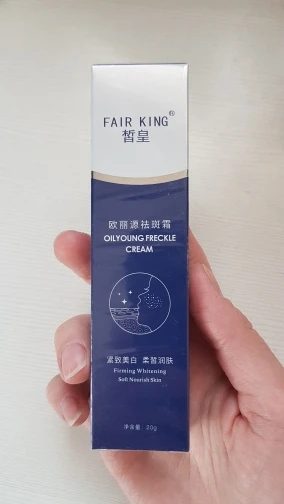 FAIR KING®
皙皇
欧丽源祛斑霜
OILYOUNG FRECKLE
CREAM
紧致美白 柔皙润肤
Firming Whitening
Soft Nourish Skin
净含量: 20g